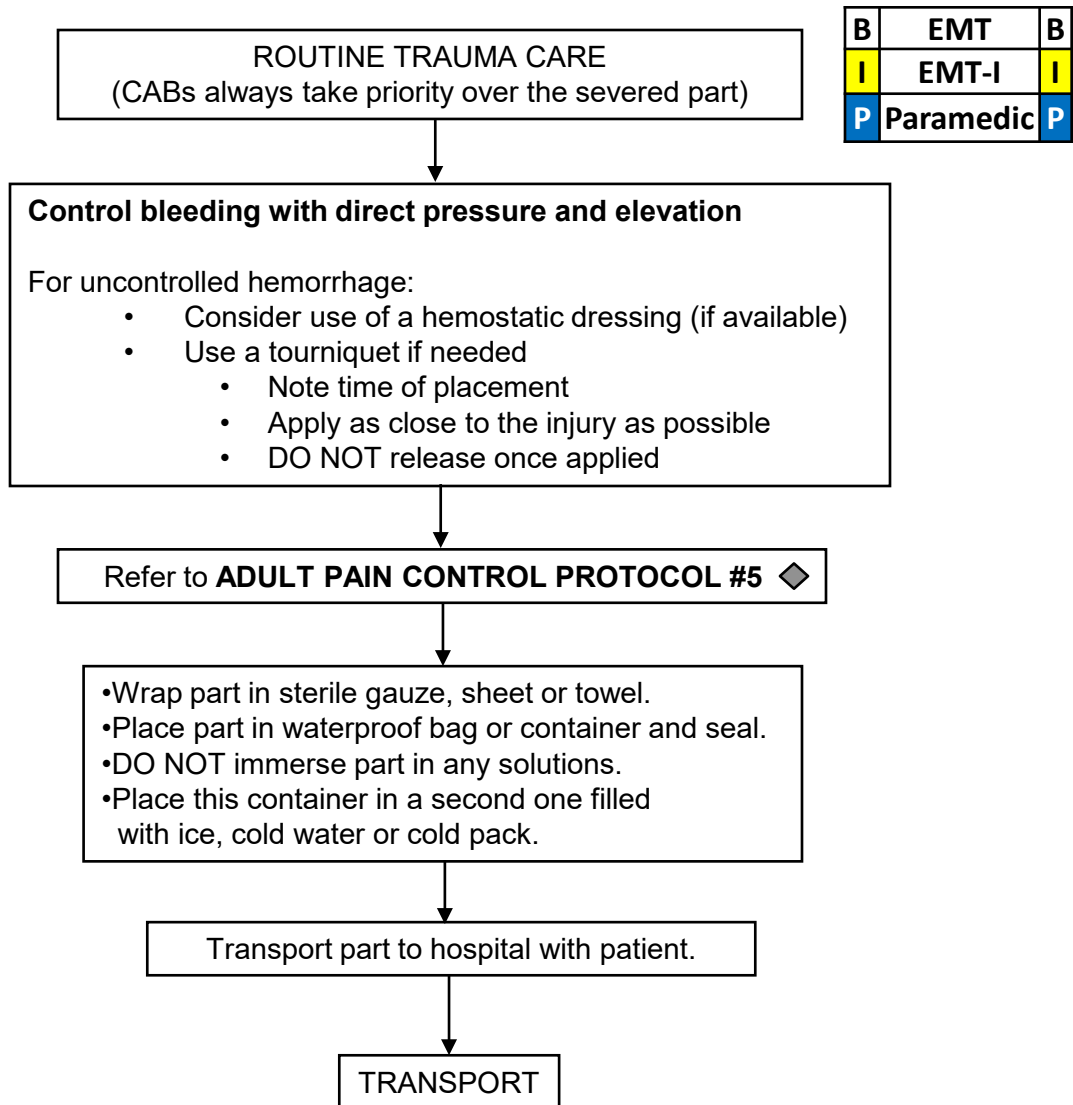 ROUTINE TRAUMA CARE
(CABs always take priority over the severed part)
B EMT B
I EMT-I I
P Paramedic P
Control bleeding with direct pressure and elevation
For uncontrolled hemorrhage:
• Consider use of a hemostatic dressing (if available)
• Use a tourniquet if needed
• Note time of placement
• Apply as close to the injury as possible
• DO NOT release once applied
Refer to ADULT PAIN CONTROL PROTOCOL #5
•Wrap part in sterile gauze, sheet or towel.
•Place part in waterproof bag or container and seal.
•DO NOT immerse part in any solutions.
•Place this container in a second one filled
with ice, cold water or cold pack.
Transport part to hospital with patient.
TRANSPORT